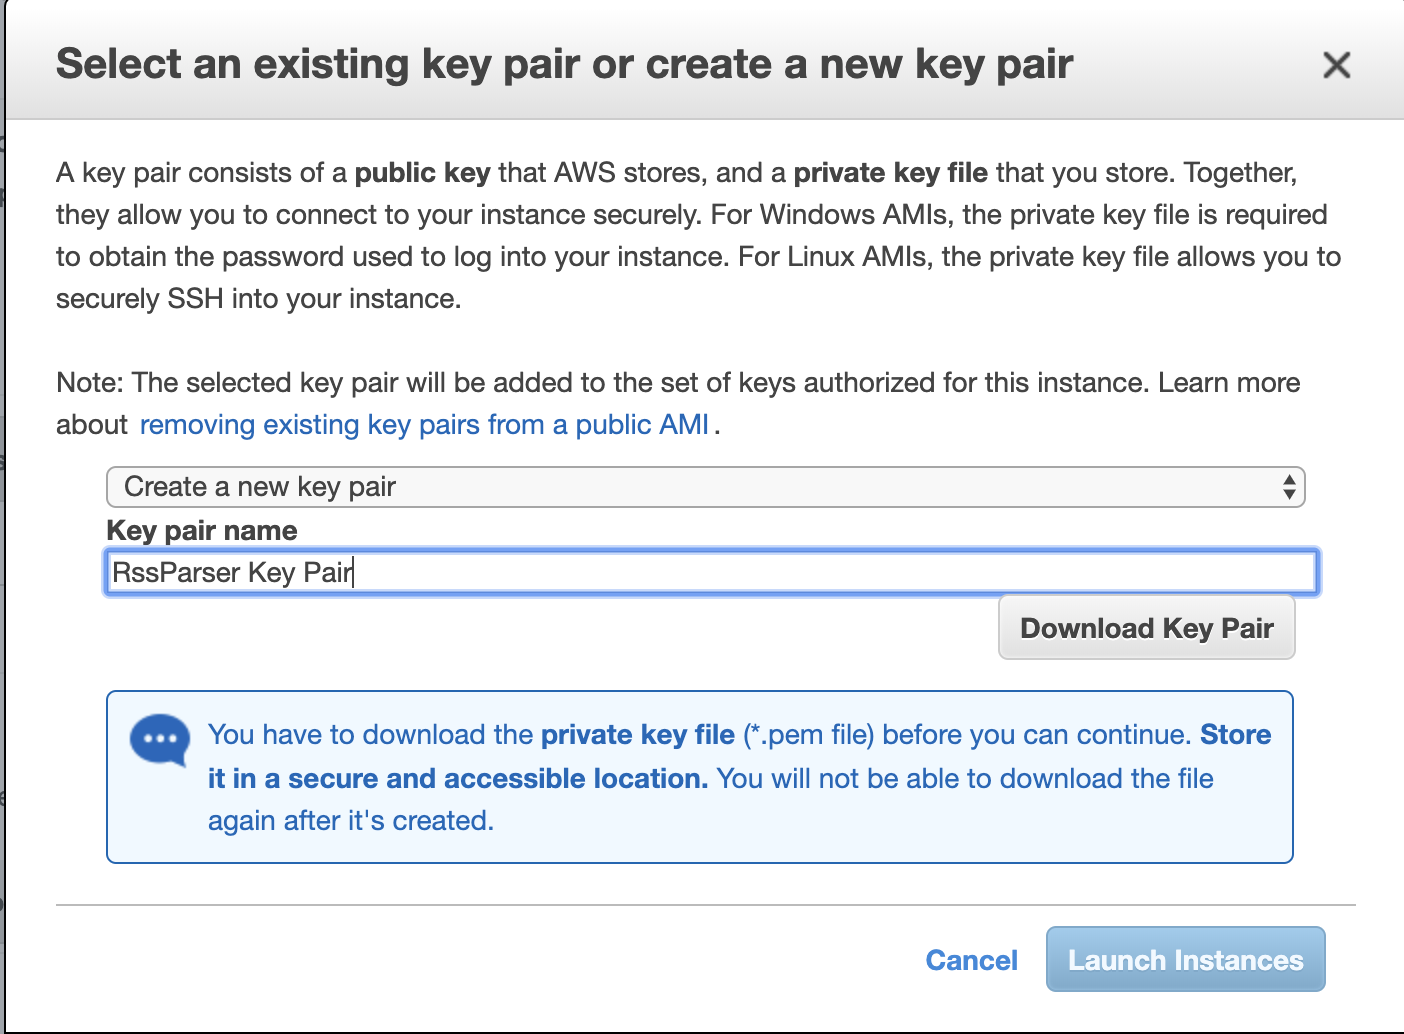 Select an existing key pair or create a new key pair
A key pair consists of a public key that AWS stores, and a private key file that you store. Together,
they allow you to connect to your instance securely. For Windows AMIs, the private key file is required
to obtain the password used to log into your instance. For Linux AMIs, the private key file allows you to
securely SSH into your instance.
Note: The selected key pair will be added to the set of keys authorized for this instance. Learn more
about removing existing key pairs from a public AMI.
Create a new key pair
Key pair name
RssParser Key Pair
Download Key Pair
You have to download the private key file (*.pem file) before you can continue. Store
it in a secure and accessible location. You will not be able to download the file
again after it's created.
Cancel
Launch Instances